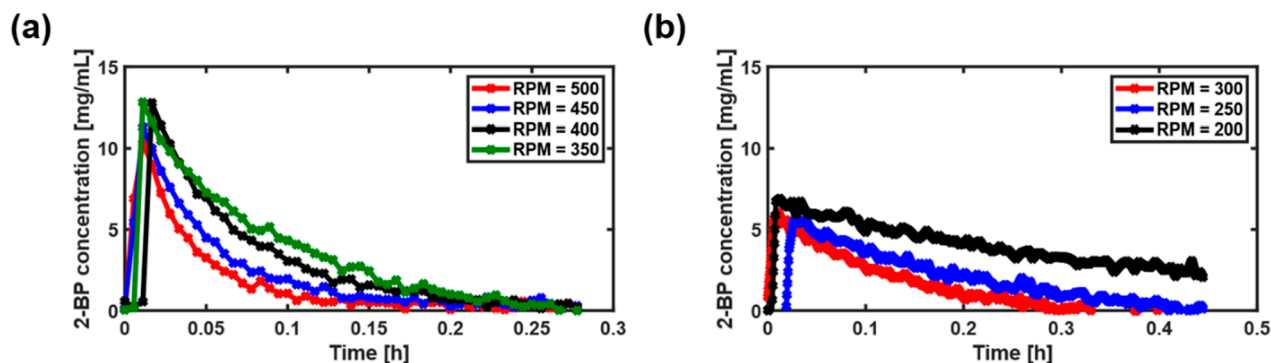 (a)
2-BP concentration [mg/mL]
15
10
5
0
0
0.05
0.1
0.15
0.2
0.25
0.3
Time [h]
RPM = 500
RPM = 450
RPM = 400
RPM = 350
(b)
2-BP concentration [mg/mL]
15
10
5
0
0
0.1
0.2
0.3
0.4
0.5
Time [h]
RPM = 300
RPM = 250
RPM = 200